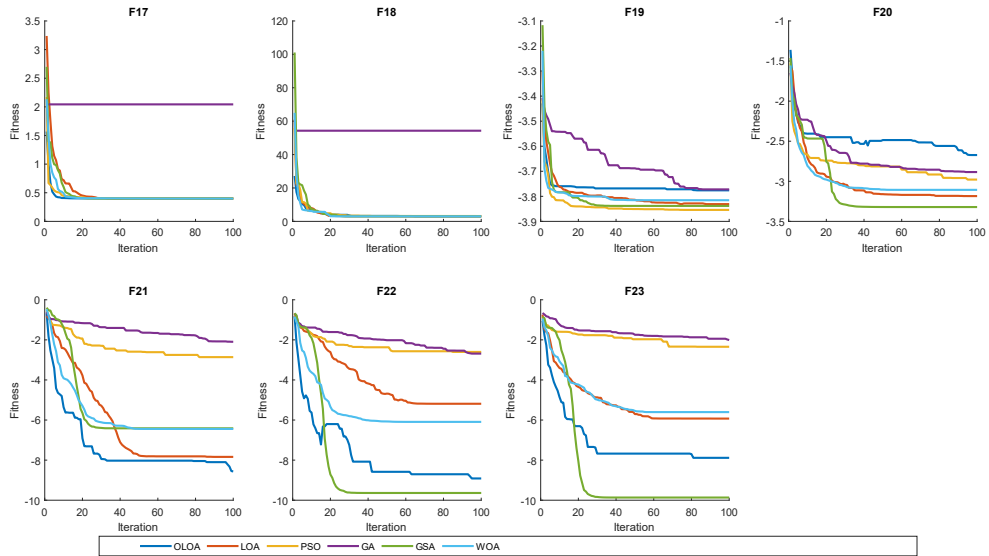 F17
3.5
3
2.5
2
1.5
1
0.5
0
Fitness
0 20 40 60 80 100
Iteration
F18
120
100
80
60
40
20
0
Fitness
0 20 40 60 80 100
Iteration
F19
-3.1
-3.2
-3.3
-3.4
-3.5
-3.6
-3.7
-3.8
-3.9
Fitness
0 20 40 60 80 100
Iteration
F20
-1
-1.5
-2
-2.5
-3
-3.5
Fitness
0 20 40 60 80 100
Iteration
F21
0
-2
-4
-6
-8
-10
Fitness
0 20 40 60 80 100
Iteration
F22
0
-2
-4
-6
-8
-10
Fitness
0 20 40 60 80 100
Iteration
F23
0
-2
-4
-6
-8
-10
Fitness
0 20 40 60 80 100
Iteration
OLOA LOA PSO GA GSA WOA